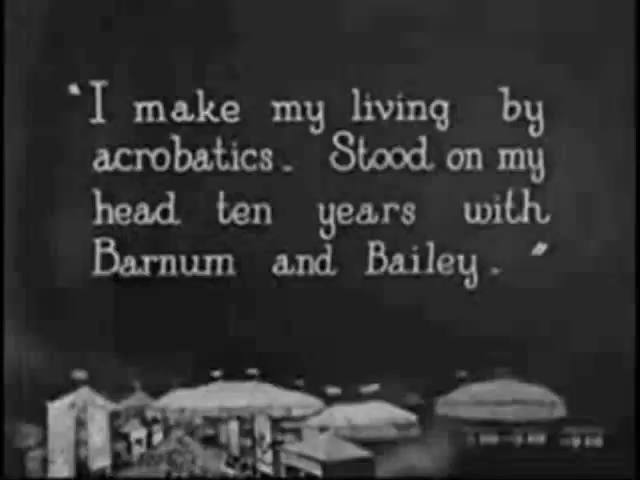 "I make my living by
acrobatics. Stood on my
head ten years with
Barnum and Bailey."